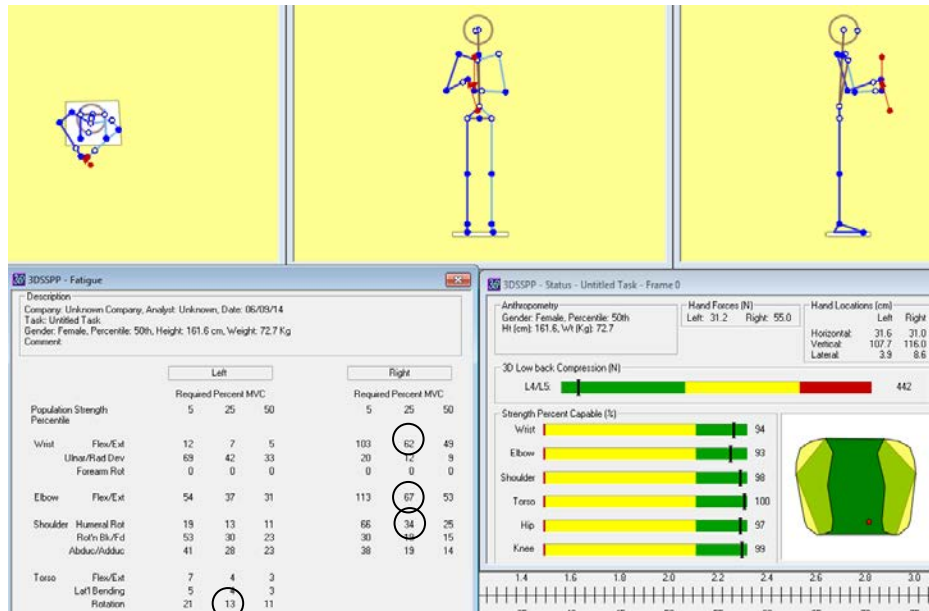 3D 3DSSPP - Fatigue
Description
Company: Unknown Company, Analyst: Unknown, Date: 06/09/14
Task: Untitled Task
Gender: Female, Percentile: 50th, Height: 161.6 cm, Weight: 72.7 Kg
Comment:
Left Right
Required Percent MVC Required Percent MVC
Population Strength 5 25 50 5 25 50
Percentile
Wrist Flex/Ext 12 7 5 103 62 49
Ulnar/Rad Dev 69 42 33 20 12 9
Forearm Rot 0 0 0 0 0 0
Elbow Flex/Ext 54 37 31 113 67 53
Shoulder Humeral Rot 19 13 11 66 34 25
Rot'n Bk/Fd 53 30 23 30 18 15
Abduc/Adduc 41 28 23 38 19 14
Torso Flex/Ext 7 4 3
Lat'l Bending 5 4 3
Rotation 21 13 11
3D 3DSSPP - Status - Untitled Task - Frame 0
Anthropometry
Gender: Female, Percentile: 50th
Ht (cm): 161.6, Wt (Kg): 72.7
Hand Forces (N)
Left: 31.2 Right: 55.0
Hand Locations (cm)
Left Right
Horizontal: 31.6 31.0
Vertical: 107.7 116.0
Lateral: 3.9 8.6
3D Low back Compression (N)
L4/L5: 442
Strength Percent Capable (%)
Wrist 94
Elbow 93
Shoulder 98
Torso 100
Hip 97
Knee 99
1.4 1.6 1.8 2.0 2.2 2.4 2.6 2.8 3.0